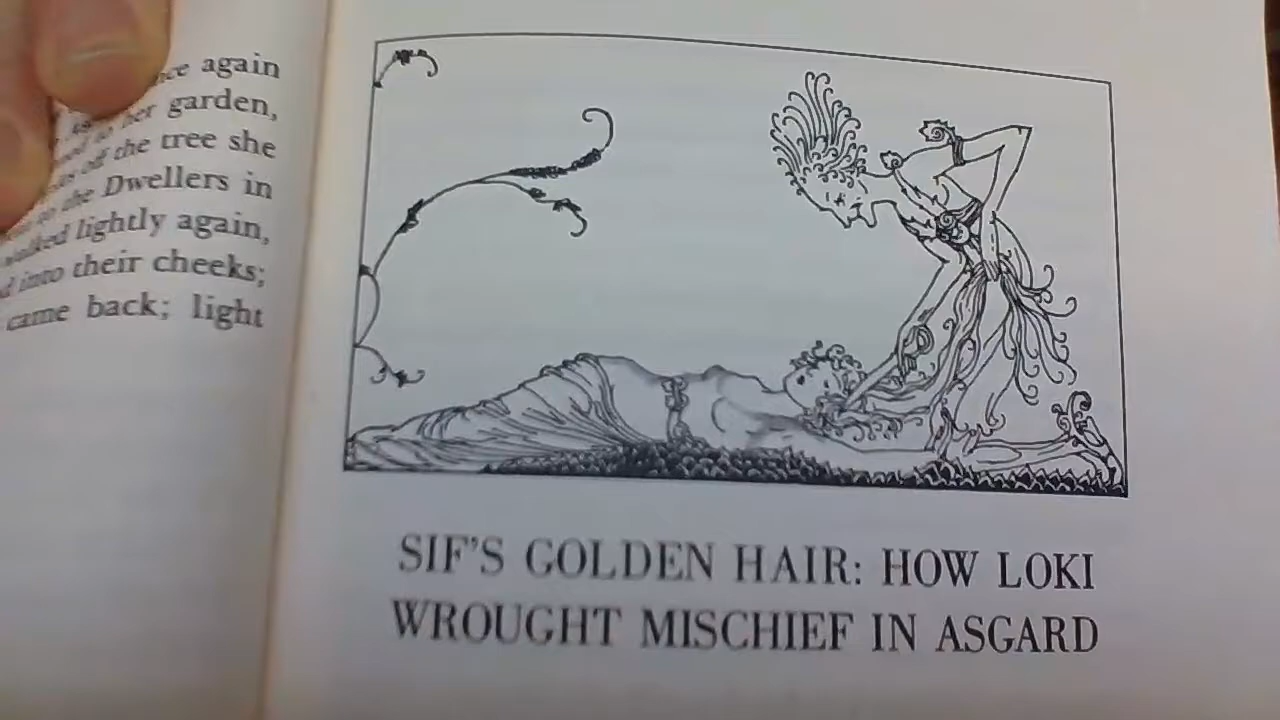 again
garden,
the tree she
the Dwellers in
lightly again,
into their cheeks;
came back; light
SIF'S GOLDEN HAIR: HOW LOKI
WROUGHT MISCHIEF IN ASGARD